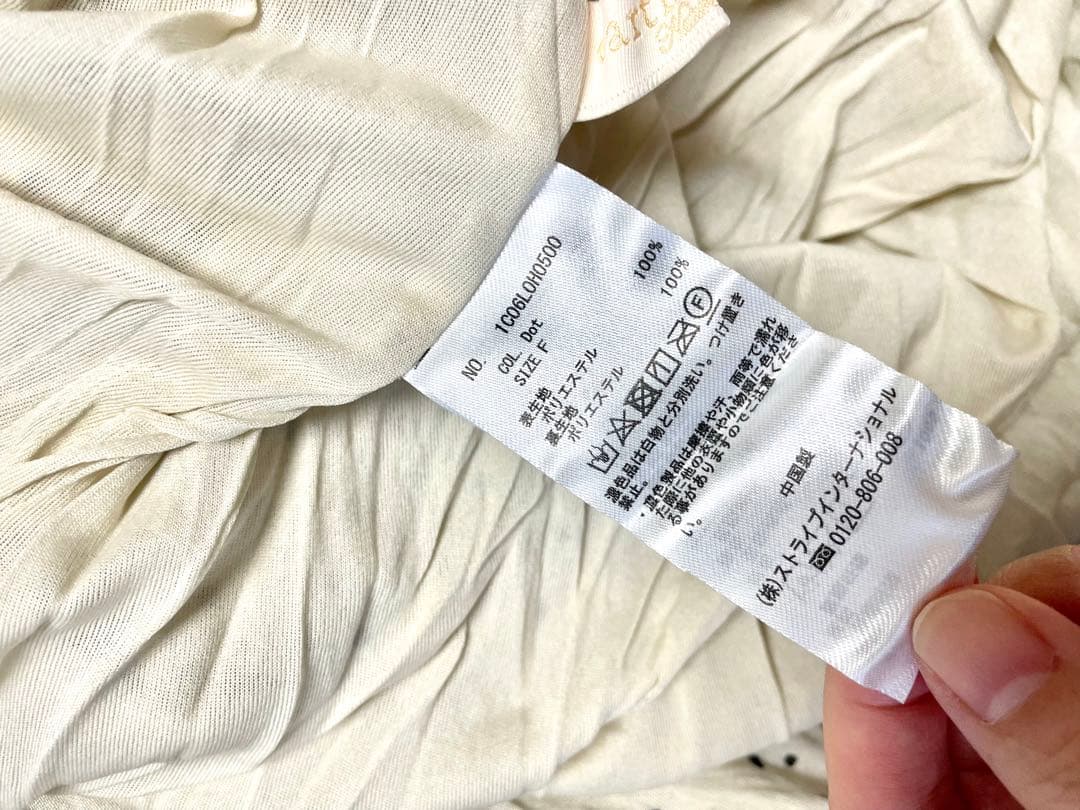 art
NO. 1C06L0H0500
COL Dot
SIZE F
表生地
ポリエステル 100%
裏生地
ポリエステル 100%
濃色品は白物と分別洗い。つけ置き
禁止。
・濃色製品は摩擦や汗、雨等で濡れ
た際に他の衣服や小物類に色が移
る事がありますのでご注意くださ
い。
中国製
(株)ストライプインターナショナル
0120-806-008